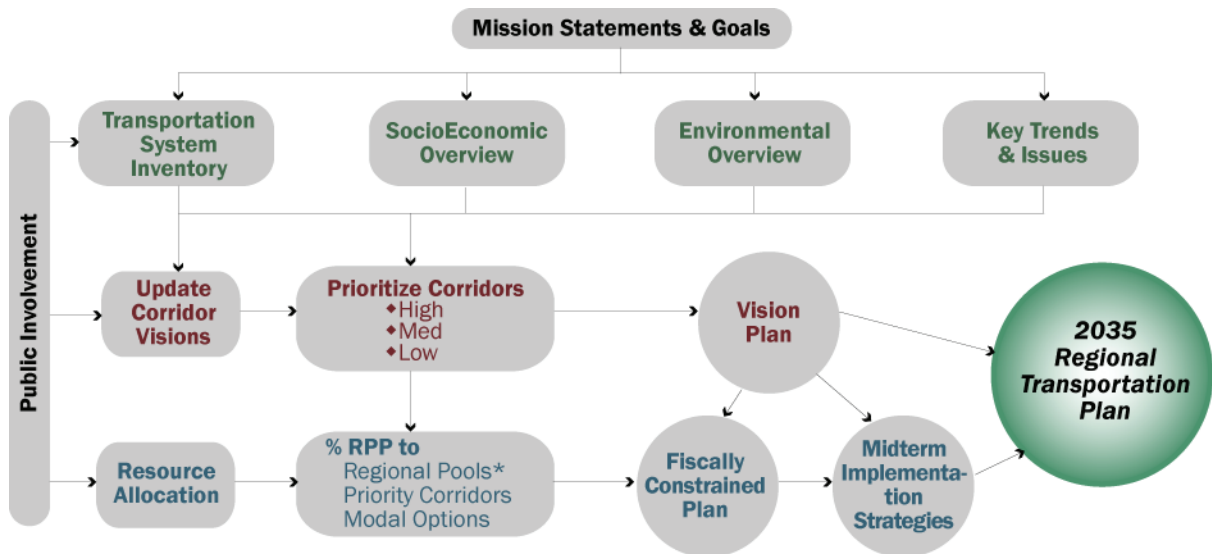 Mission Statements & Goals
Public Involvement
Transportation
System
Inventory
SocioEconomic
Overview
Environmental
Overview
Key Trends
& Issues
Update
Corridor
Visions
Prioritize Corridors
◆High
◆Med
◆Low
Vision
Plan
2035
Regional
Transportation
Plan
Resource
Allocation
% RPP to
Regional Pools*
Priority Corridors
Modal Options
Fiscally
Constrained
Plan
Midterm
Implementa-
tion
Strategies